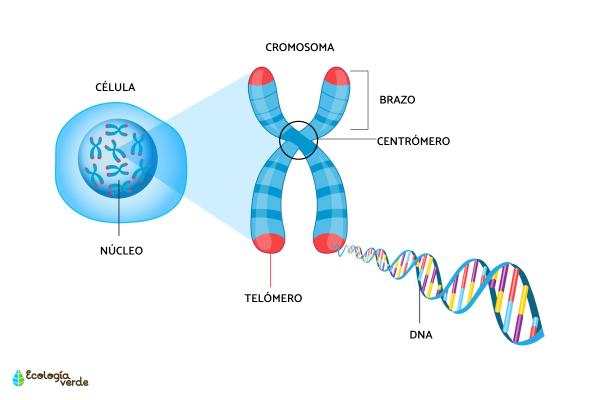 CROMOSOMA
CÉLULA
BRAZO
CENTRÓMERO
NÚCLEO
TELÓMERO
DNA
Ecología
verde